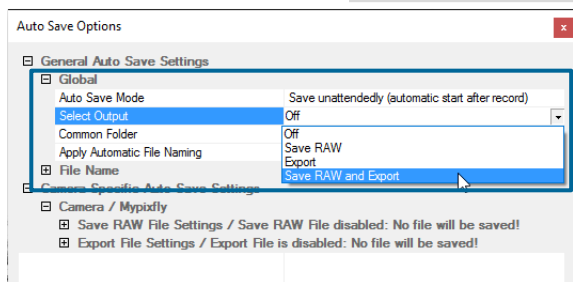 Auto Save Options
x
General Auto Save Settings
Global
Auto Save Mode Save unattendedly (automatic start after record)
Select Output Off
Common Folder Off
Save RAW
Apply Automatic File Naming Export
File Name Save RAW and Export
Camera Specific Auto Save Settings
Camera / Mypixfly
Save RAW File Settings / Save RAW File disabled: No file will be saved!
Export File Settings / Export File is disabled: No file will be saved!